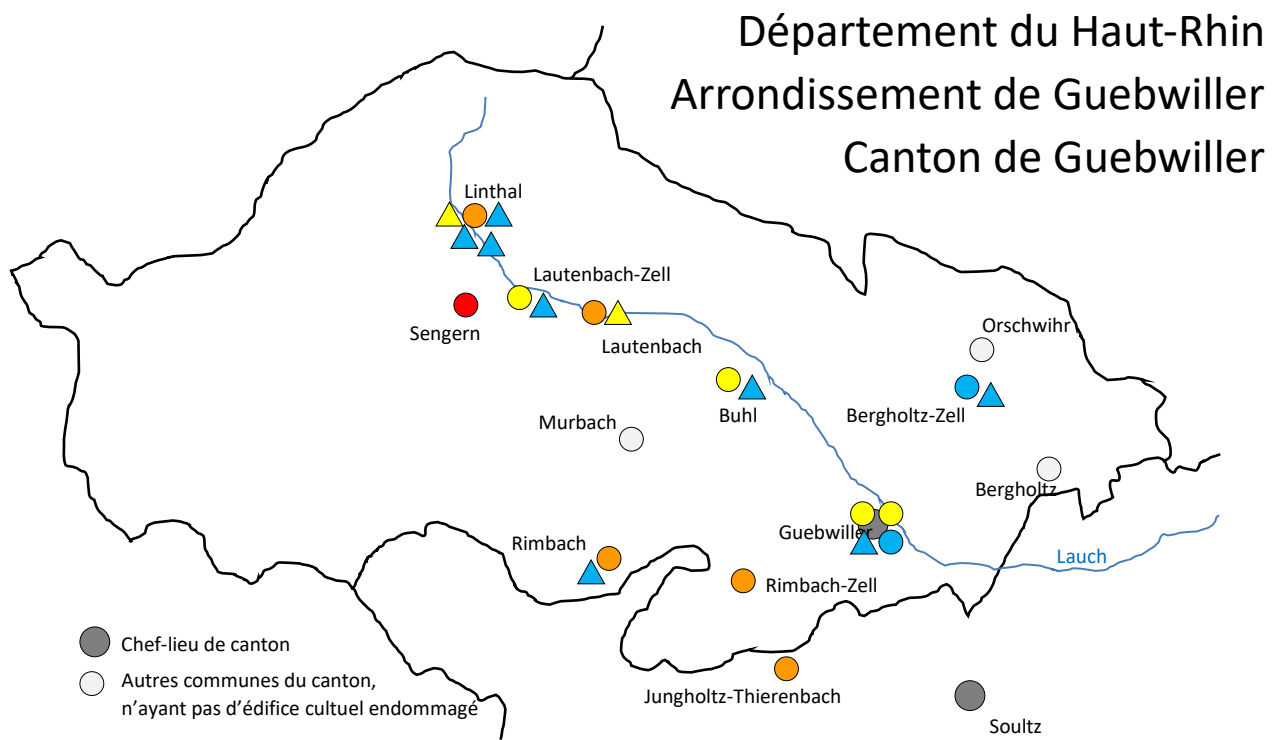 Département du Haut-Rhin
Arrondissement de Guebwiller
Canton de Guebwiller
Linthal
Lautenbach-Zell
Sengern
Orschwihr
Lautenbach
Buhl
Bergholtz-Zell
Murbach
Bergholtz
Guebwiller
Rimbach
Lauch
Rimbach-Zell
Chef-lieu de canton
Autres communes du canton,
n'ayant pas d'édifice cultuel endommagé
Jungholtz-Thierenbach
Soultz